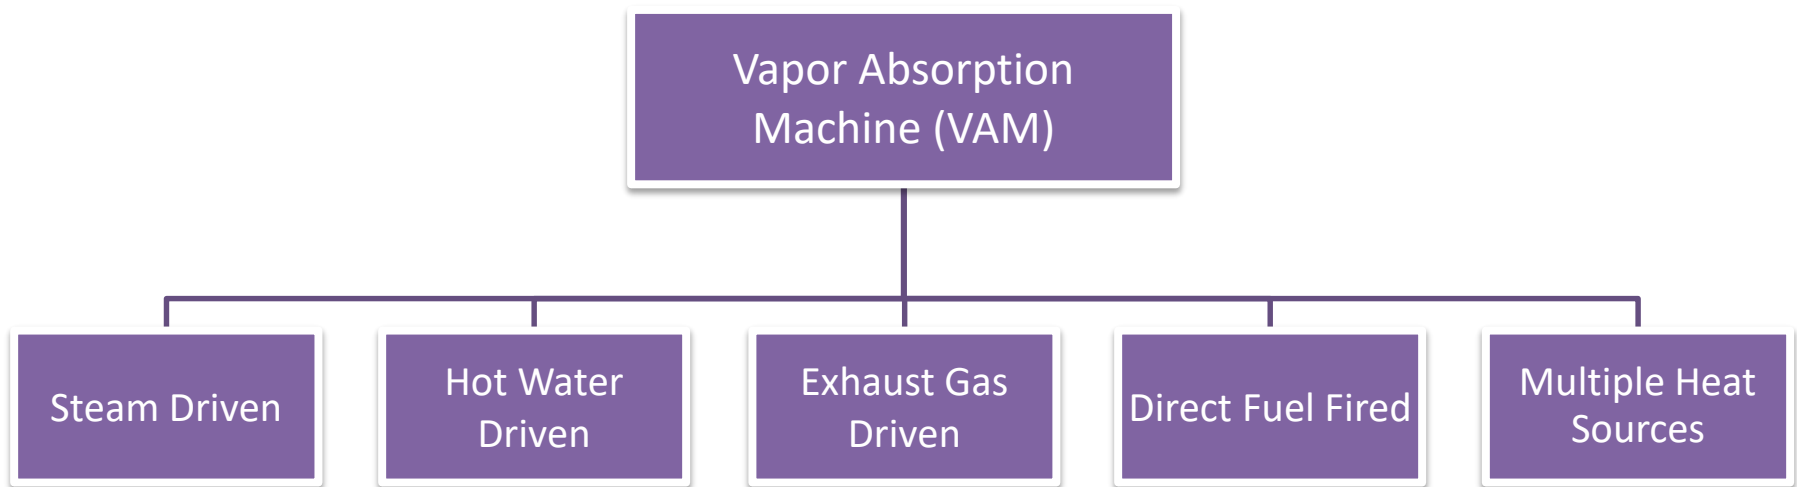 Vapor Absorption
Machine (VAM)
Steam Driven
Hot Water
Driven
Exhaust Gas
Driven
Direct Fuel Fired
Multiple Heat
Sources